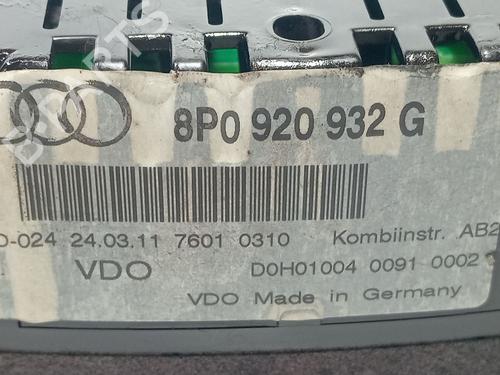 8P0 920 932 G
D-024 24.03.11 7601 0310 Kombiinstr. AB2
VDO D0H01004 0091 0002
VDO Made in Germany